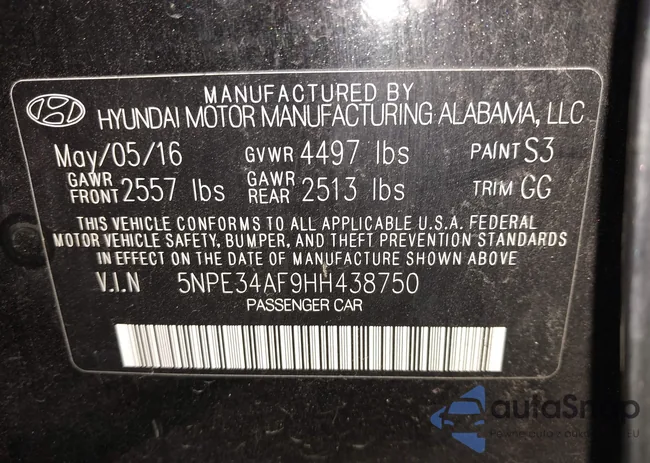 MANUFACTURED BY
HYUNDAI MOTOR MANUFACTURING ALABAMA, LLC
May/05/16 GVWR 4497 lbs PAINT S3
GAWR FRONT 2557 lbs GAWR REAR 2513 lbs TRIM GG
THIS VEHICLE CONFORMS TO ALL APPLICABLE U.S.A. FEDERAL
MOTOR VEHICLE SAFETY, BUMPER, AND THEFT PREVENTION STANDARDS
IN EFFECT ON THE DATE OF MANUFACTURE SHOWN ABOVE
V.I.N 5NPE34AF9HH438750
PASSENGER CAR
autaSnap